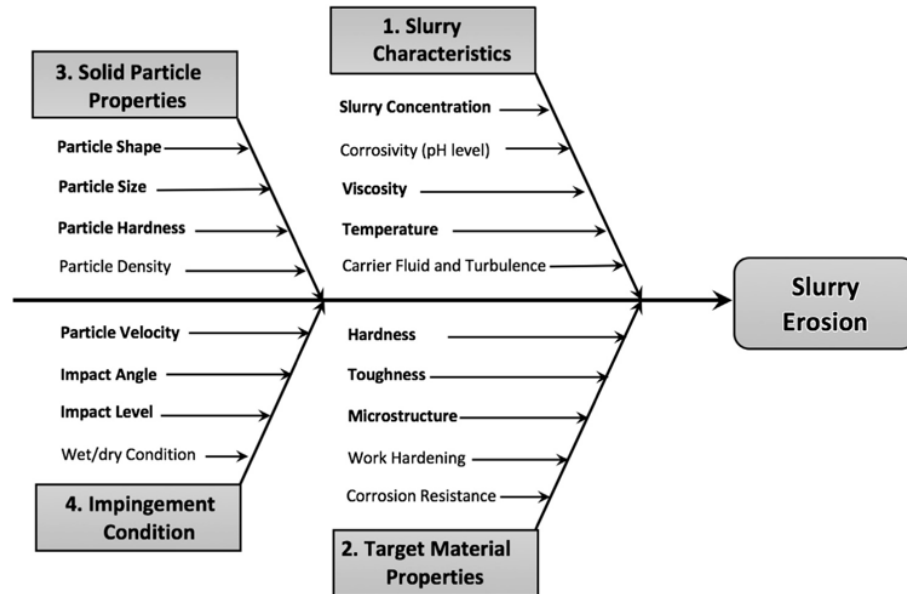 1. Slurry
Characteristics
Slurry Concentration
Corrosivity (pH level)
Viscosity
Temperature
Carrier Fluid and Turbulence
3. Solid Particle
Properties
Particle Shape
Particle Size
Particle Hardness
Particle Density
Slurry
Erosion
Particle Velocity
Impact Angle
Impact Level
Wet/dry Condition
4. Impingement
Condition
Hardness
Toughness
Microstructure
Work Hardening
Corrosion Resistance
2. Target Material
Properties